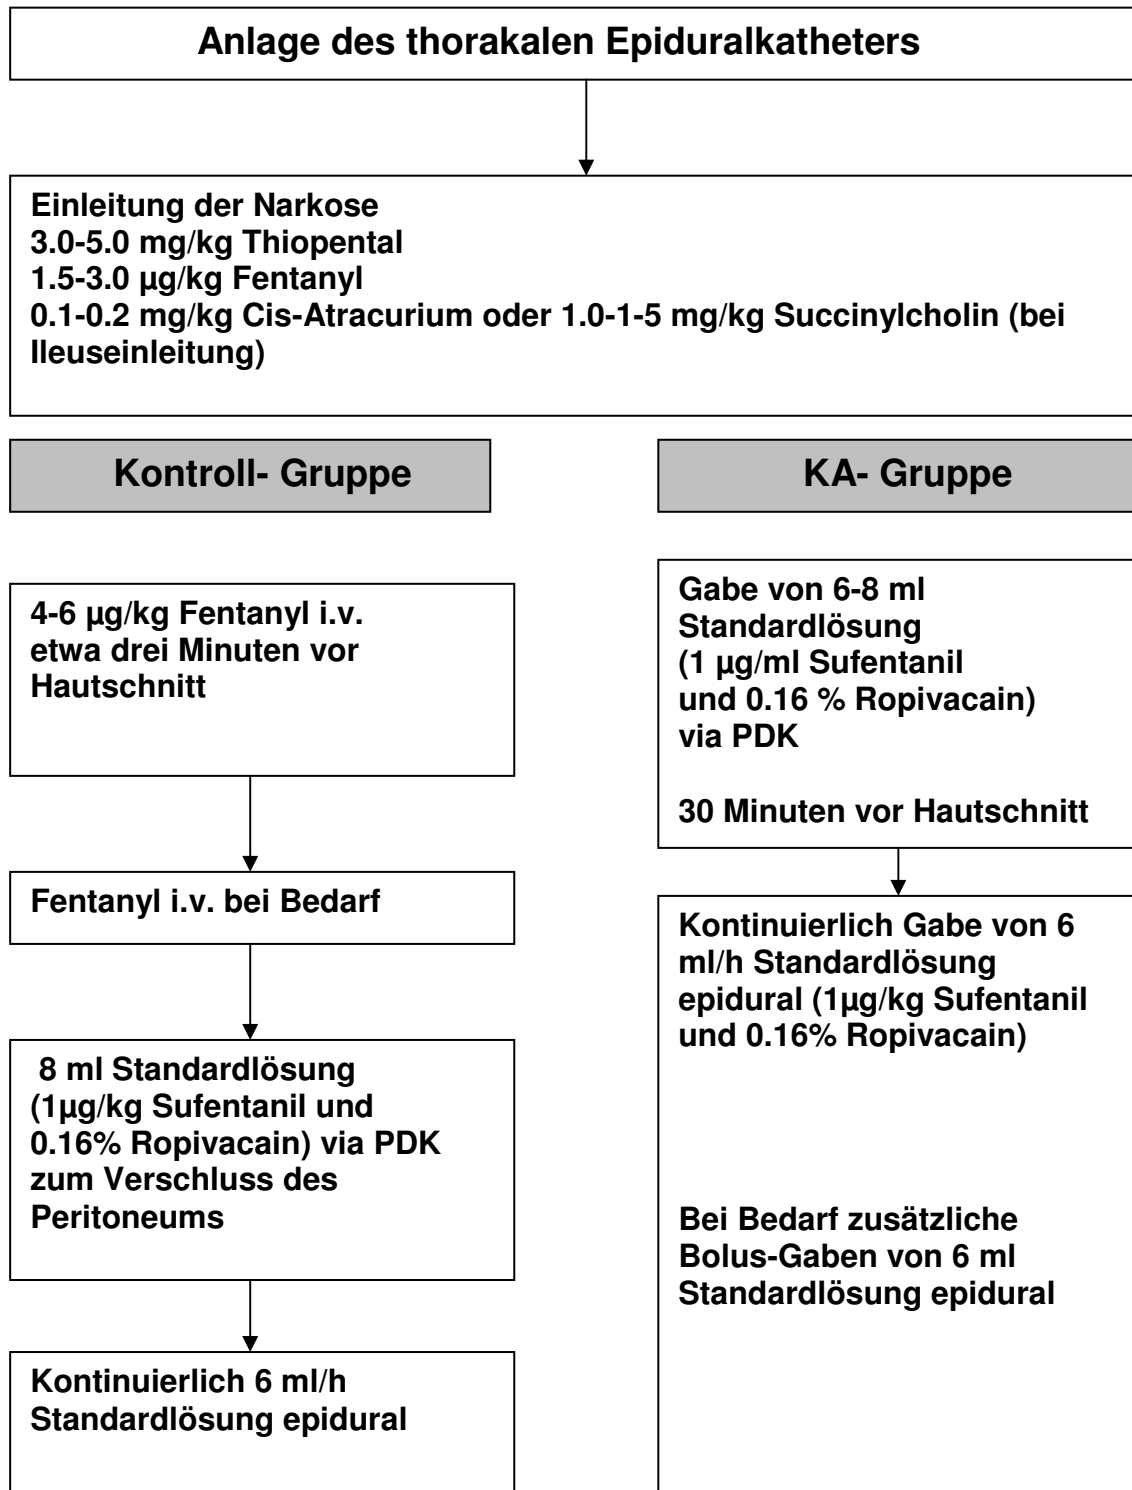 Anlage des thorakalen Epiduralkatheters
Einleitung der Narkose
3.0-5.0 mg/kg Thiopental
1.5-3.0 µg/kg Fentanyl
0.1-0.2 mg/kg Cis-Atracurium oder 1.0-1-5 mg/kg Succinylcholin (bei
Ileuseinleitung)
Kontroll- Gruppe
4-6 µg/kg Fentanyl i.v.
etwa drei Minuten vor
Hautschnitt
Fentanyl i.v. bei Bedarf
8 ml Standardlösung
(1µg/kg Sufentanil und
0.16% Ropivacain) via PDK
zum Verschluss des
Peritoneums
Kontinuierlich 6 ml/h
Standardlösung epidural
KA- Gruppe
Gabe von 6-8 ml
Standardlösung
(1 µg/ml Sufentanil
und 0.16 % Ropivacain)
via PDK
30 Minuten vor Hautschnitt
Kontinuierlich Gabe von 6
ml/h Standardlösung
epidural (1µg/kg Sufentanil
und 0.16% Ropivacain)
Bei Bedarf zusätzliche
Bolus-Gaben von 6 ml
Standardlösung epidural